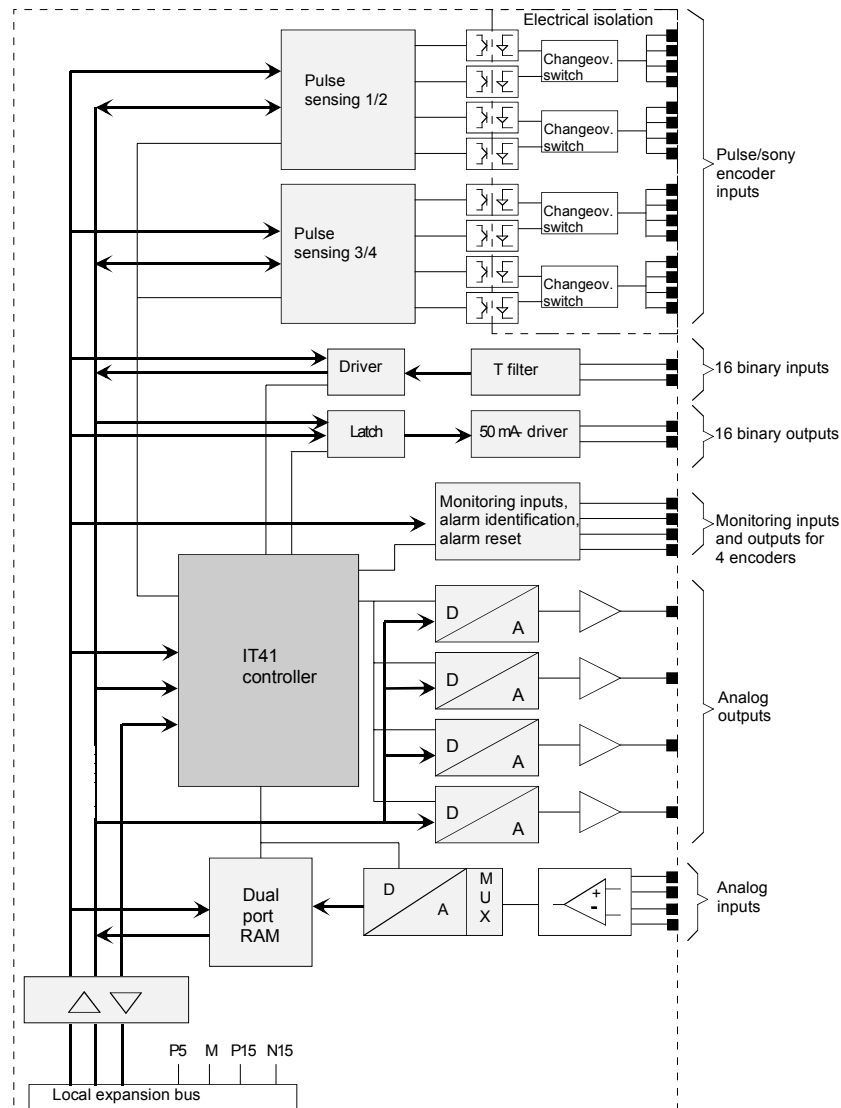 Electrical isolation
Pulse
sensing 1/2
Changeov.
switch
Changeov.
switch
Pulse/sony
encoder
inputs
Pulse
sensing 3/4
Changeov.
switch
Changeov.
switch
Driver
T filter
16 binary inputs
Latch
50 mA- driver
16 binary outputs
Monitoring inputs,
alarm identification,
alarm reset
Monitoring inputs
and outputs for
4 encoders
IT41
controller
D
A
D
A
D
A
D
A
Analog
outputs
Dual
port
RAM
D
A
M
U
X
+
-
Analog
inputs
P5 M P15 N15
Local expansion bus